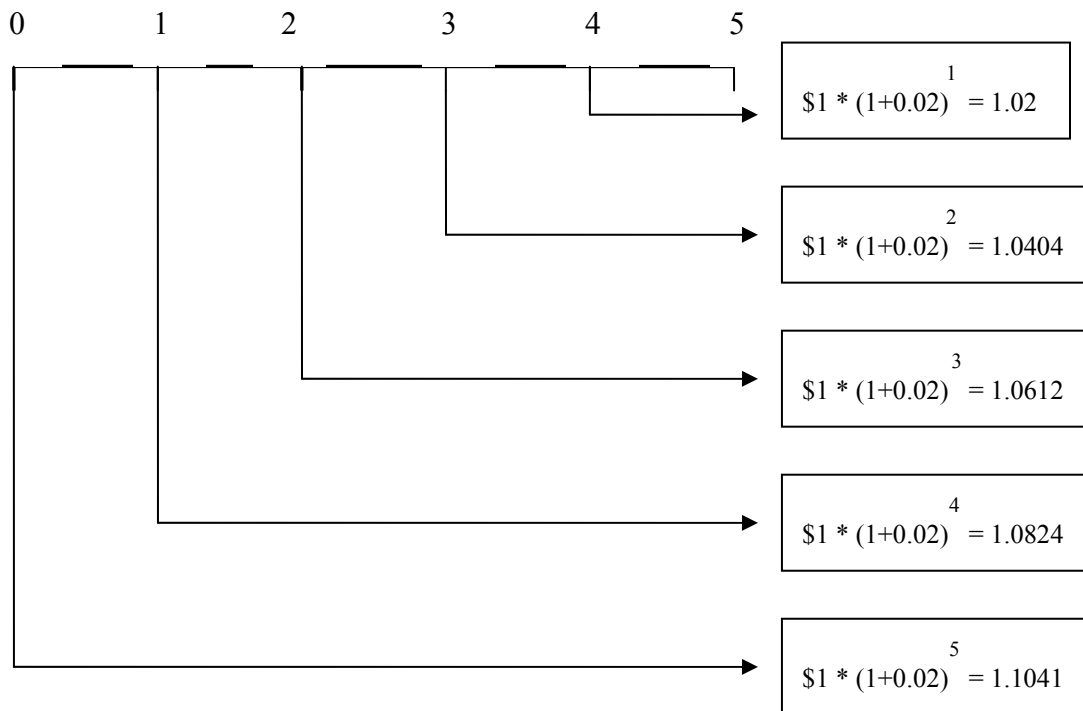 0 1 2 3 4 5
1
$1 * (1+0.02) = 1.02
2
$1 * (1+0.02) = 1.0404
3
$1 * (1+0.02) = 1.0612
4
$1 * (1+0.02) = 1.0824
5
$1 * (1+0.02) = 1.1041